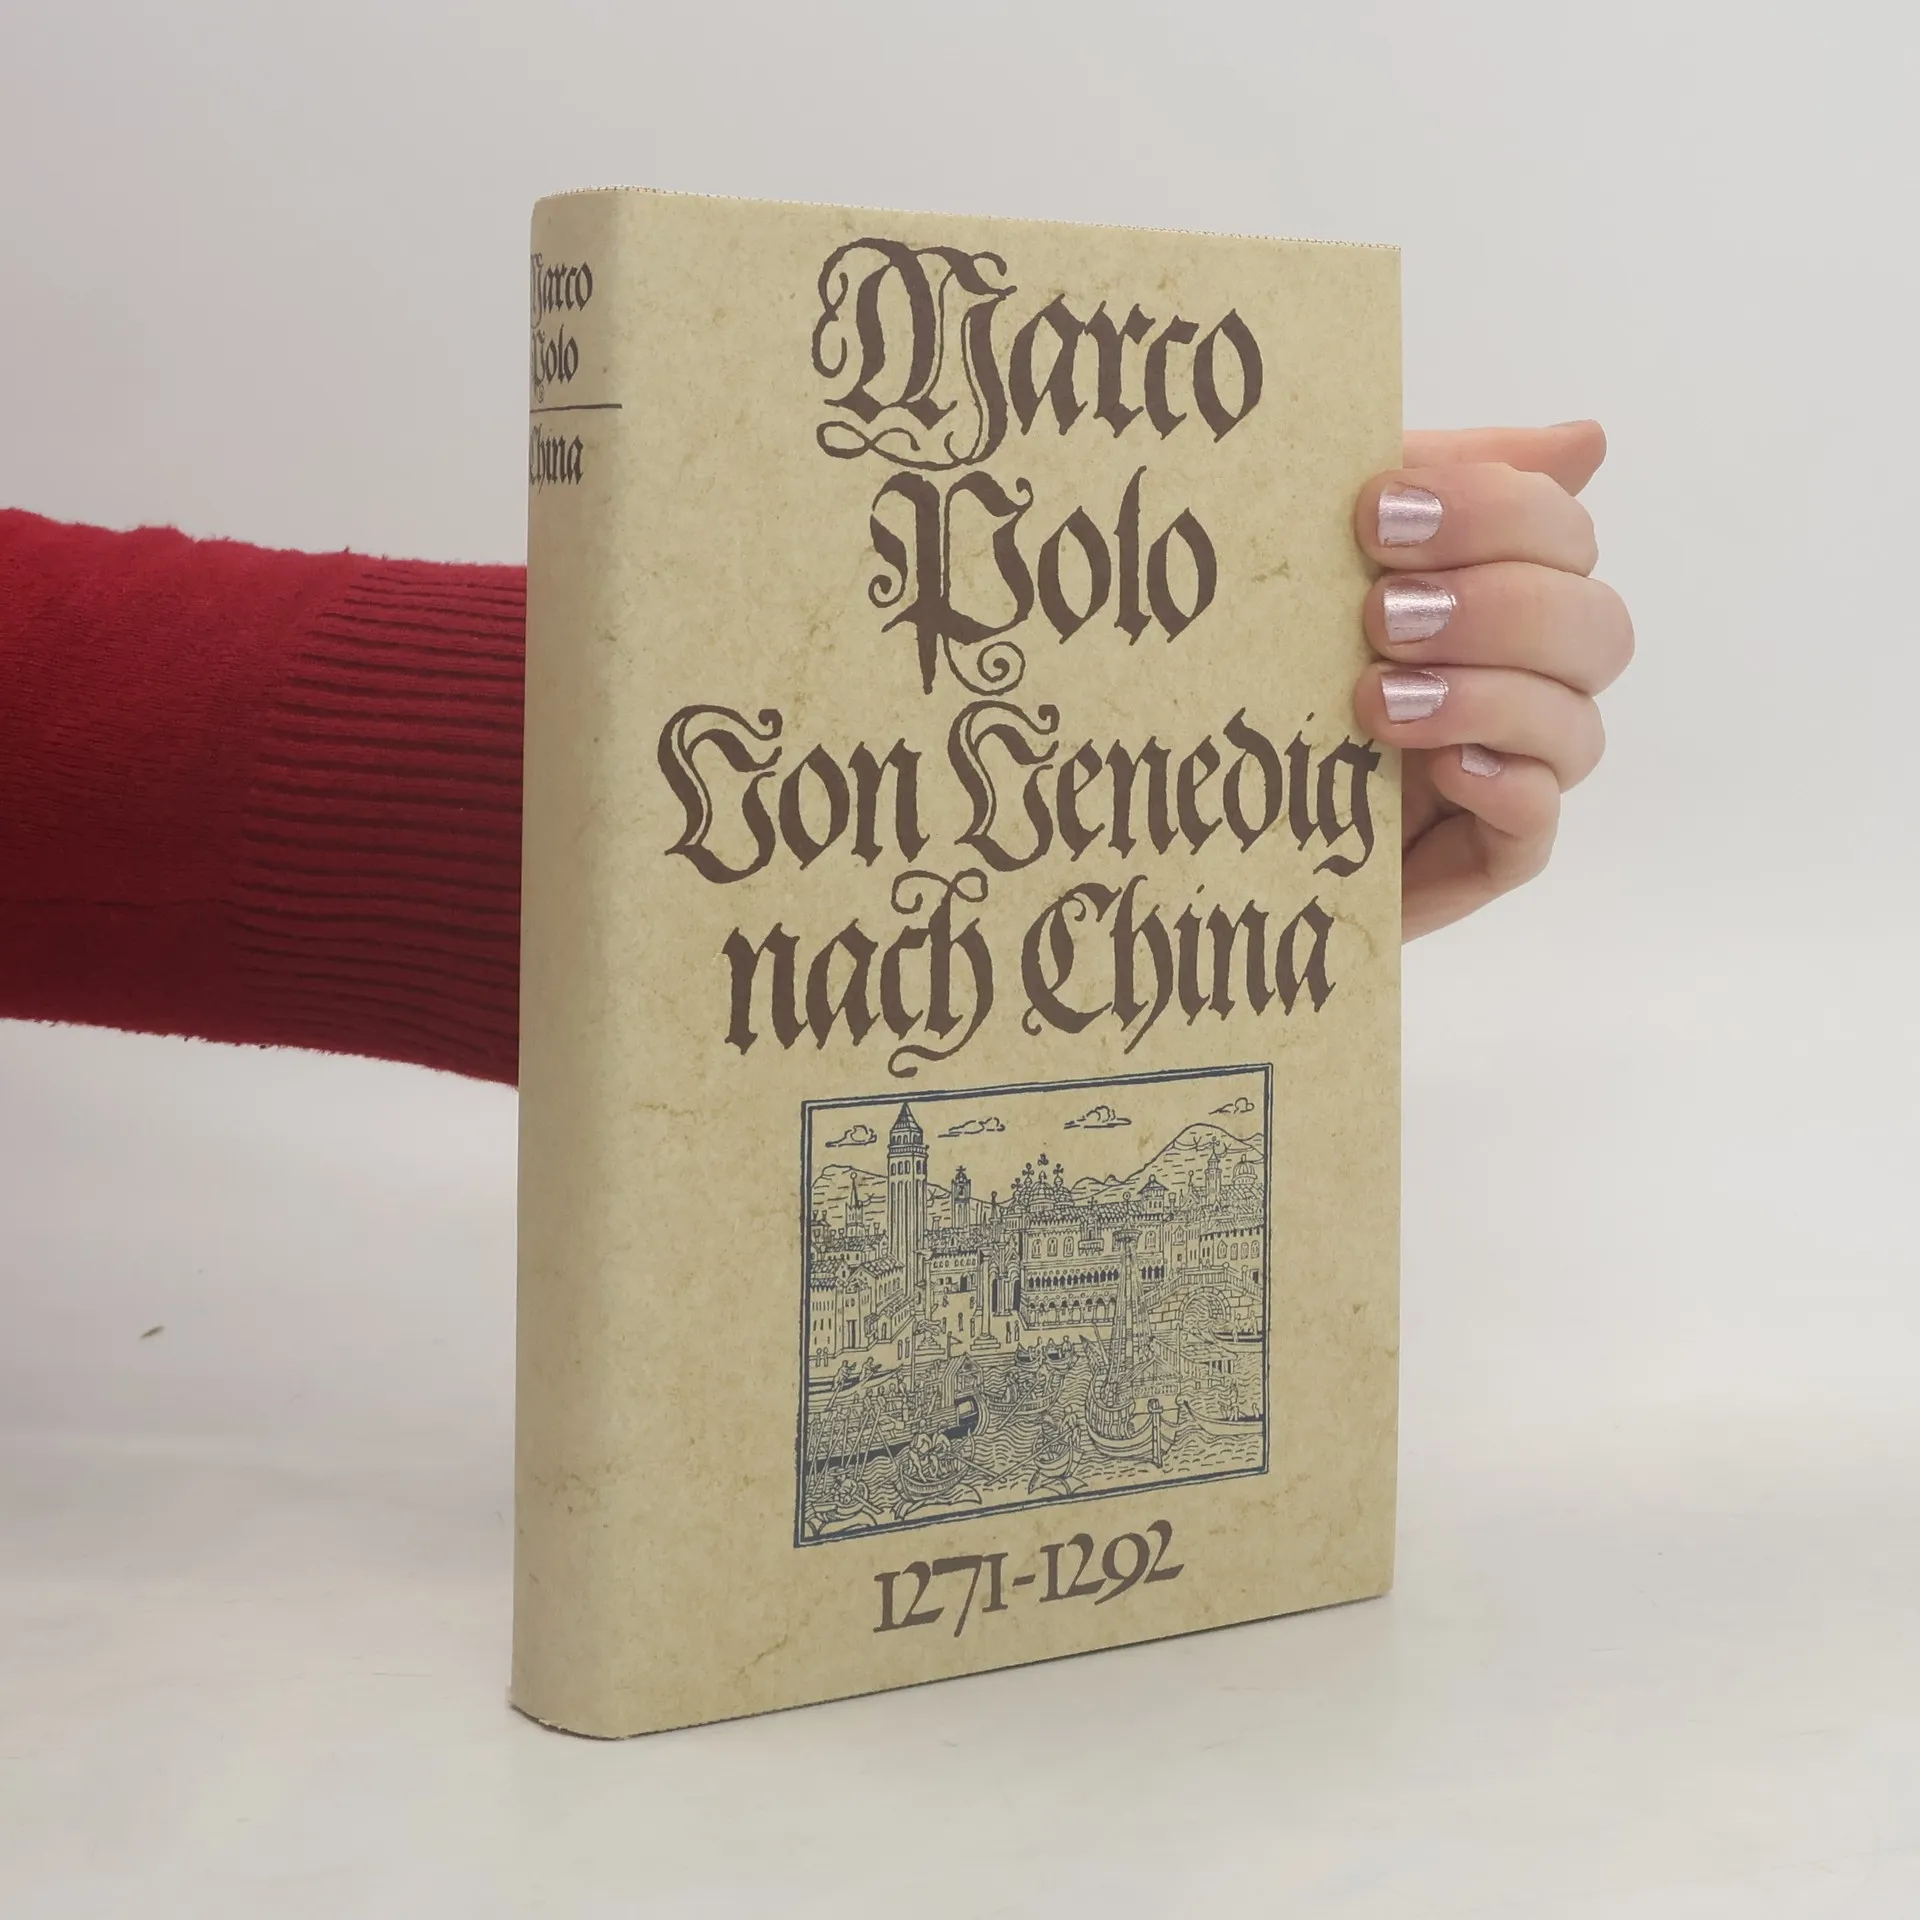 Marco
Polo
China
Marco
Polo
Von Venedig
nach China
1271-1292